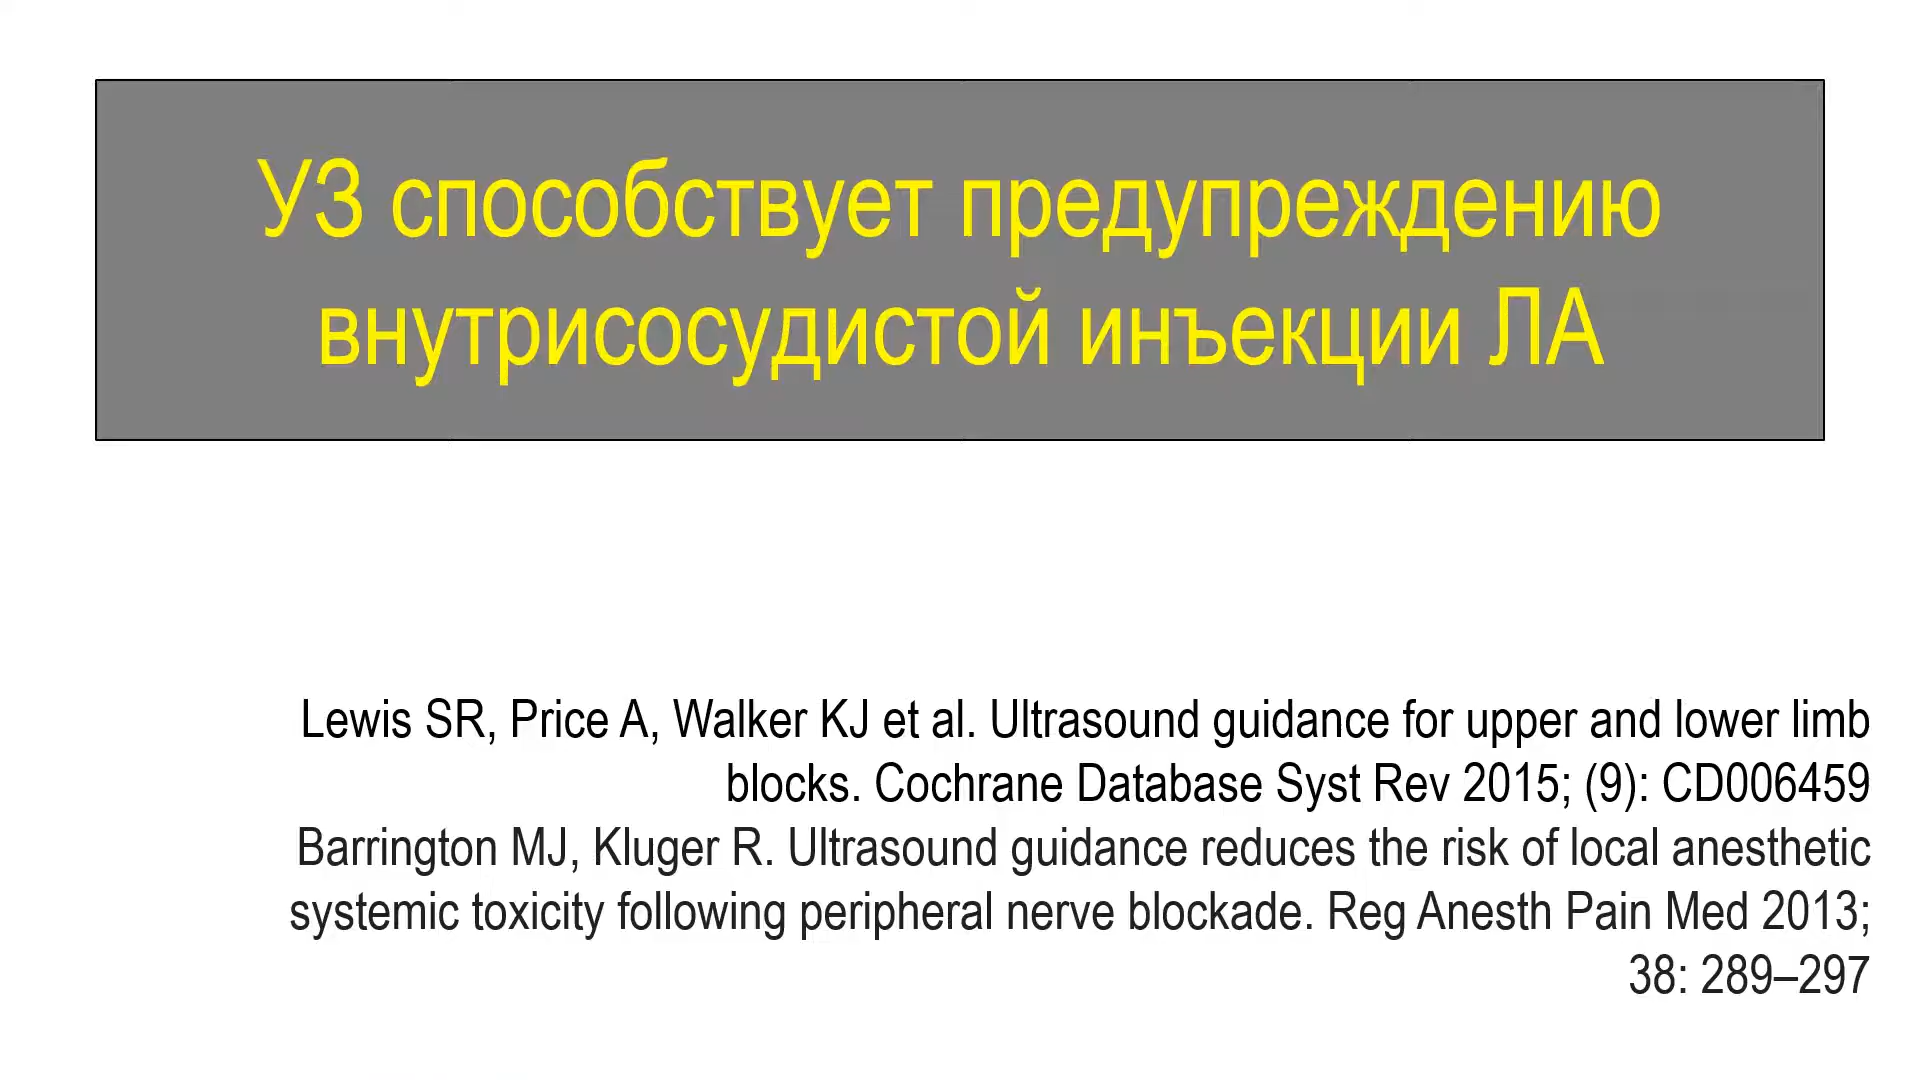 УЗ способствует предупреждению
внутрисосудистой инъекции ЛА
Lewis SR, Price A, Walker KJ et al. Ultrasound guidance for upper and lower limb
blocks. Cochrane Database Syst Rev 2015; (9): CD006459
Barrington MJ, Kluger R. Ultrasound guidance reduces the risk of local anesthetic
systemic toxicity following peripheral nerve blockade. Reg Anesth Pain Med 2013;
38: 289–297